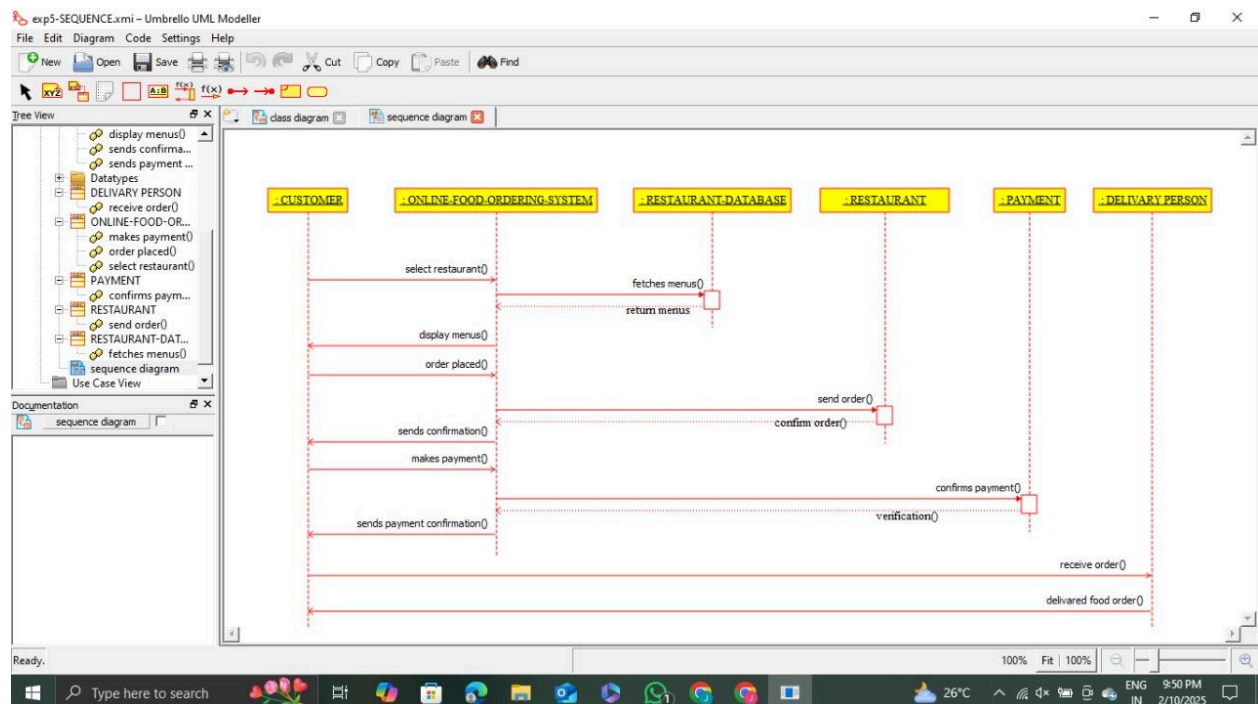 exp5-SEQUENCE.xmi – Umbrello UML Modeller
File Edit Diagram Code Settings Help
New Open Save Cut Copy Paste Find
XYZ A:B f(x) f(x)
Tree View
class diagram sequence diagram
display menus()
sends confirma...
sends payment ...
Datatypes
DELIVARY PERSON
receive order()
ONLINE-FOOD-OR...
makes payment()
order placed()
select restaurant()
PAYMENT
confirms paym...
RESTAURANT
send order()
RESTAURANT-DAT...
fetches menus()
sequence diagram
Use Case View
Documentation
sequence diagram
: CUSTOMER : ONLINE-FOOD-ORDERING-SYSTEM : RESTAURANT-DATABASE : RESTAURANT : PAYMENT : DELIVARY PERSON
select restaurant()
fetches menus()
return menus
display menus()
order placed()
send order()
confirm order()
sends confirmation()
makes payment()
confirms payment()
verification()
sends payment confirmation()
receive order()
delivared food order()
Ready.
100% Fit 100%
Type here to search
26°C
ENG
IN
9:50 PM
2/10/2025